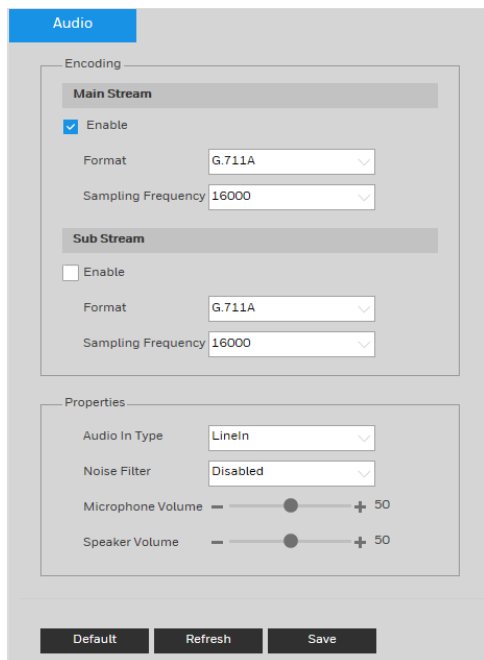 Audio
Encoding
Main Stream
Enable
Format G.711A
Sampling Frequency 16000
Sub Stream
Enable
Format G.711A
Sampling Frequency 16000
Properties
Audio In Type LineIn
Noise Filter Disabled
Microphone Volume 50
Speaker Volume 50
Default Refresh Save